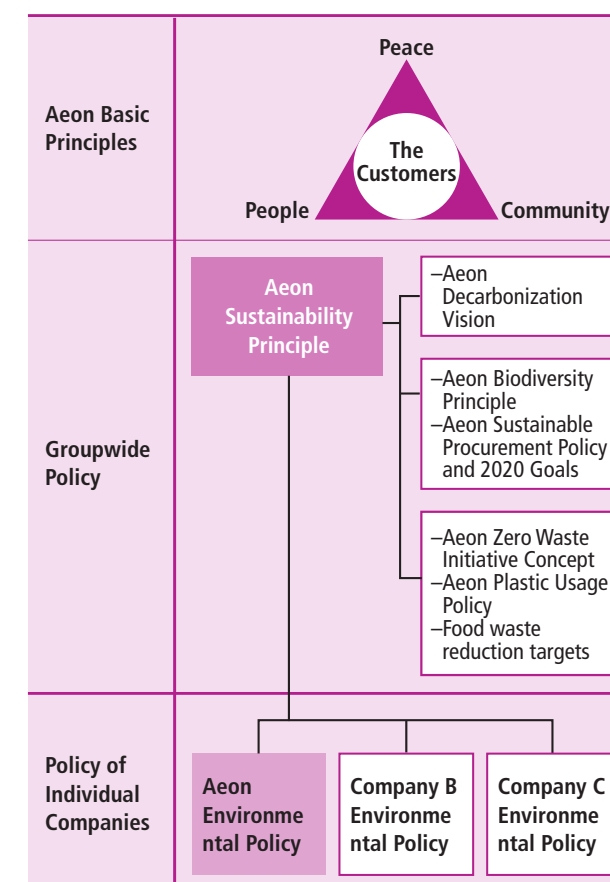 Aeon Basic
Principles
Peace
The
Customers
People
Community
Groupwide
Policy
Aeon
Sustainability
Principle
–Aeon
Decarbonization
Vision
–Aeon Biodiversity
Principle
–Aeon Sustainable
Procurement Policy
and 2020 Goals
–Aeon Zero Waste
Initiative Concept
–Aeon Plastic Usage
Policy
–Food waste
reduction targets
Policy of
Individual
Companies
Aeon
Environme
ntal Policy
Company B
Environme
ntal Policy
Company C
Environme
ntal Policy